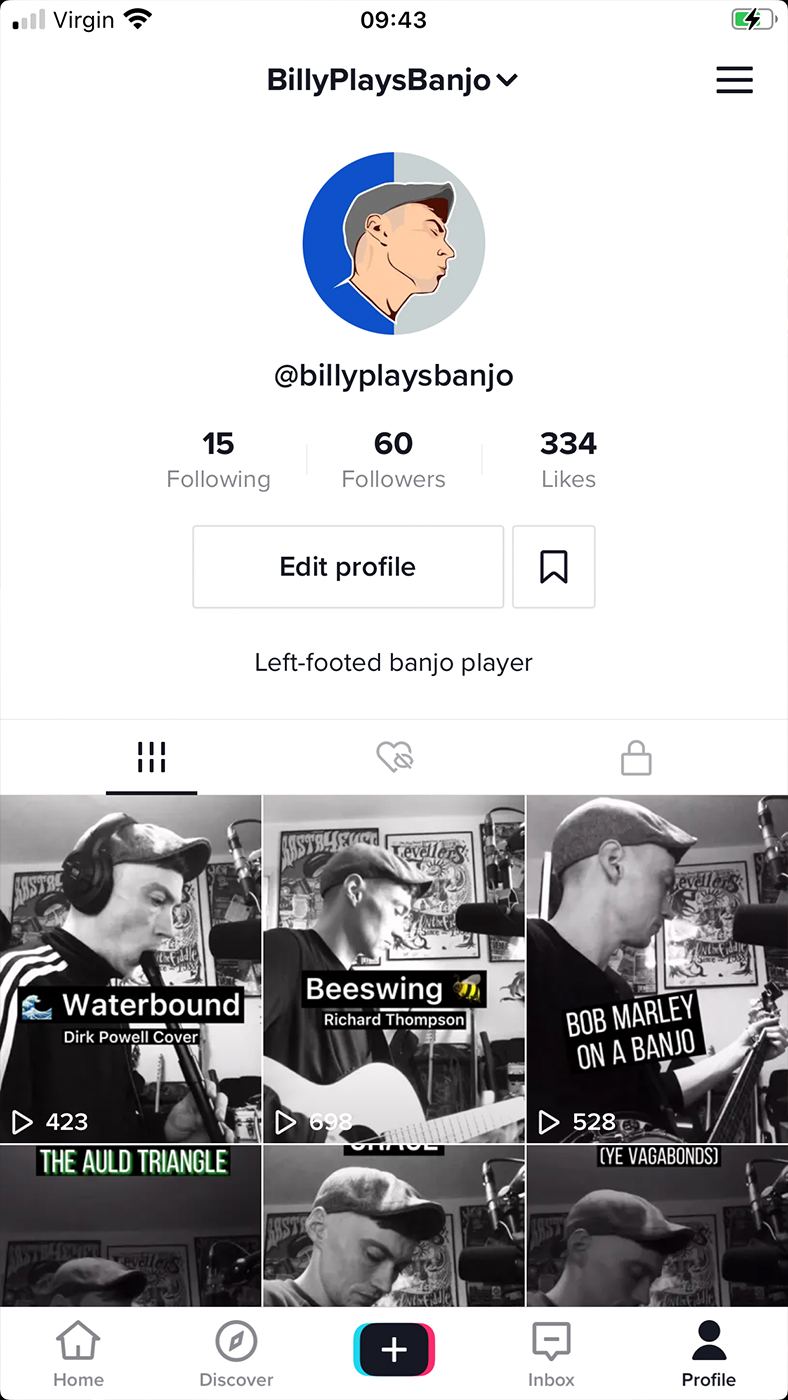 Virgin 09:43
BillyPlaysBanjo
@billyplaysbanjo
15 60 334
Following Followers Likes
Edit profile
Left-footed banjo player
Levellers
Levellers
🌊 Waterbound
Dirk Powell Cover
423
Beeswing 🐝
Richard Thompson
698
BOB MARLEY
ON A BANJO
528
THE AULD TRIANGLE
(YE VAGABONDS)
Home Discover Inbox Profile